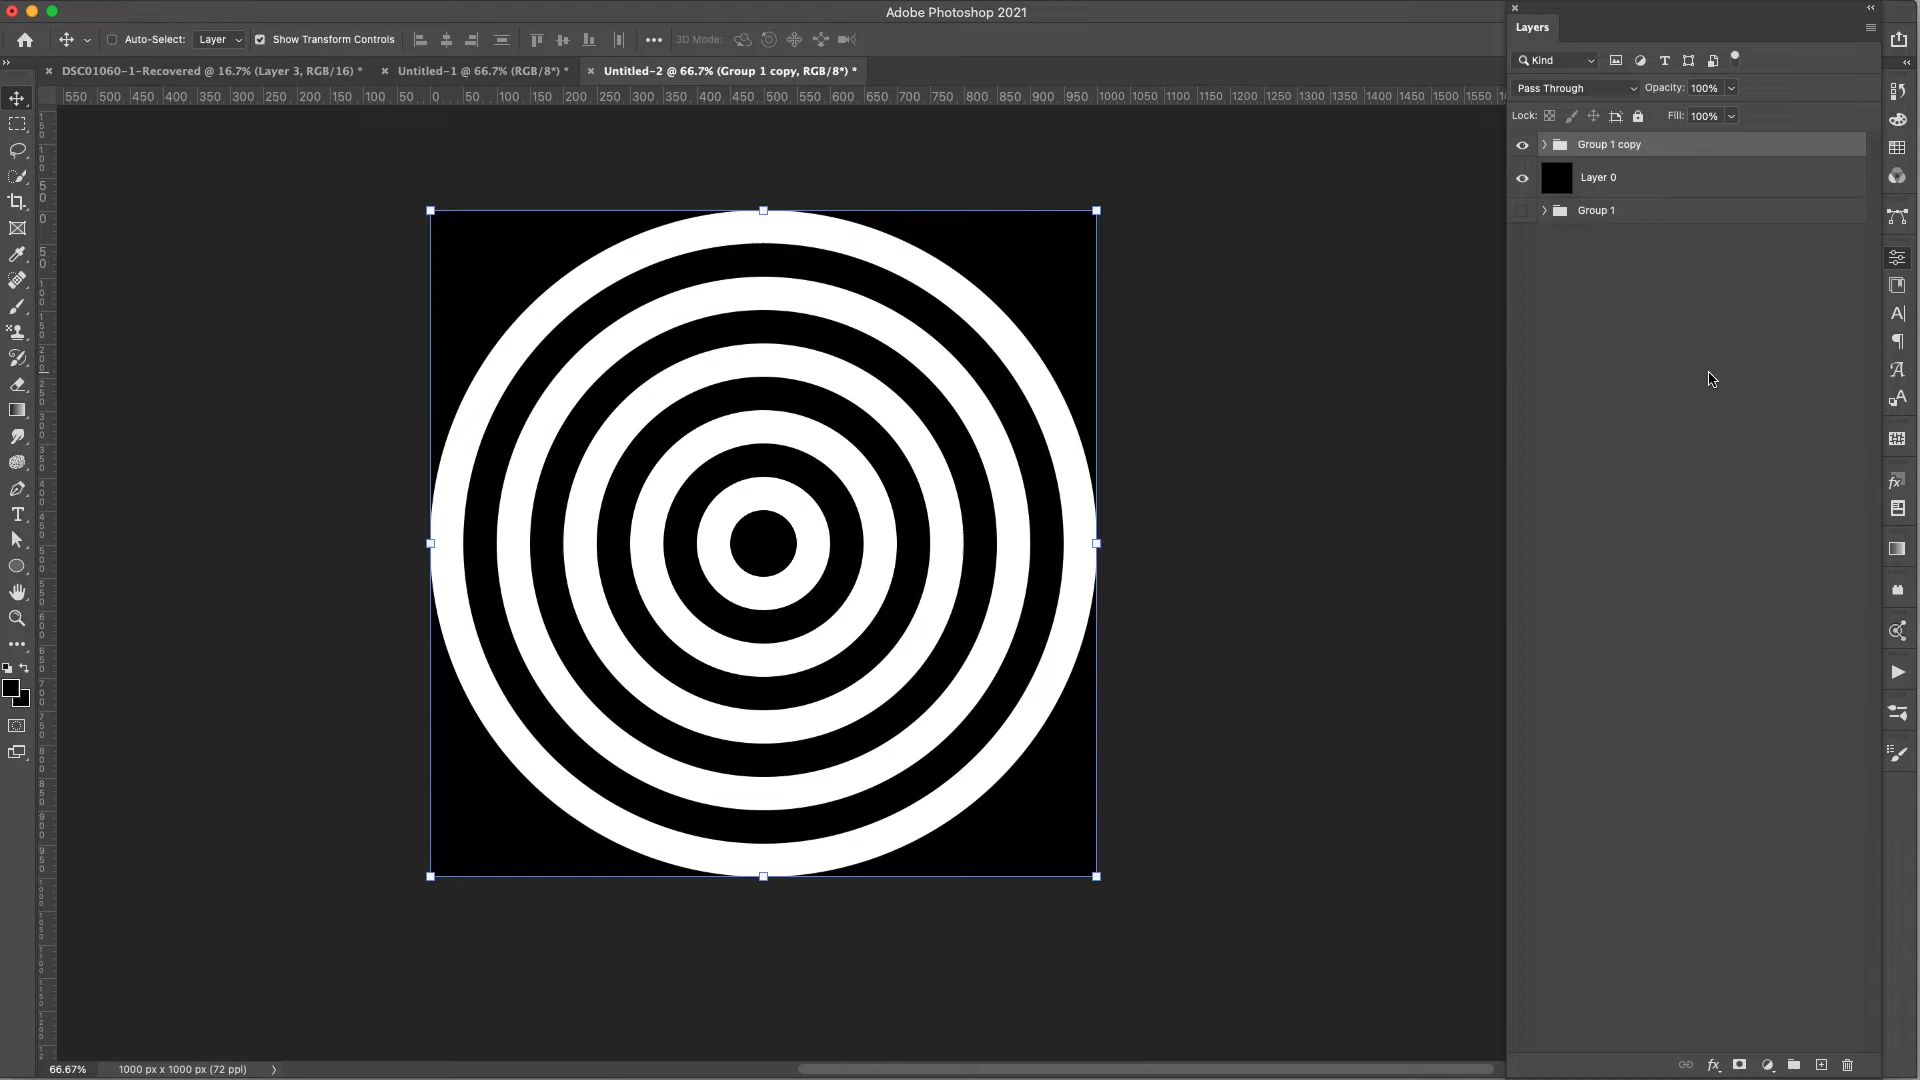 Adobe Photoshop 2021
Auto-Select: Layer Show Transform Controls 3D Mode:
DSC01060-1-Recovered @ 16.7% (Layer 3, RGB/16) * Untitled-1 @ 66.7% (RGB/8*) * Untitled-2 @ 66.7% (Group 1 copy, RGB/8*) *
550 500 450 400 350 300 250 200 150 100 50 0 50 100 150 200 250 300 350 400 450 500 550 600 650 700 750 800 850 900 950 1000 1050 1100 1150 1200 1250 1300 1350 1400 1450 1500 1550
Layers
Kind
Pass Through Opacity: 100%
Lock: Fill: 100%
Group 1 copy
Layer 0
Group 1
66.67% 1000 px x 1000 px (72 ppi)